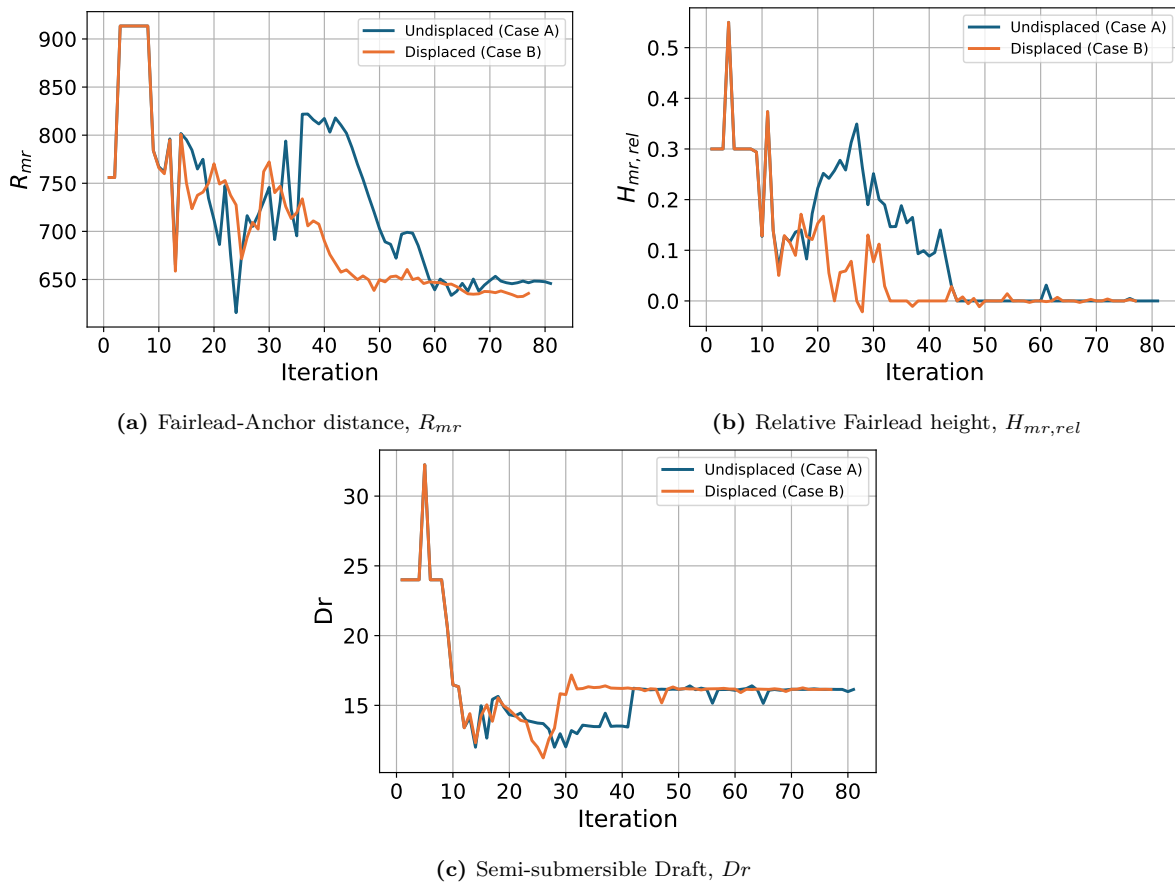 900
850
800
750
700
650
R_mr
0 10 20 30 40 50 60 70 80
Iteration
Undisplaced (Case A)
Displaced (Case B)
(a) Fairlead-Anchor distance, R_mr
0.5
0.4
0.3
0.2
0.1
0.0
H_mr,rel
0 10 20 30 40 50 60 70 80
Iteration
Undisplaced (Case A)
Displaced (Case B)
(b) Relative Fairlead height, H_mr,rel
30
25
20
15
Dr
0 10 20 30 40 50 60 70 80
Iteration
Undisplaced (Case A)
Displaced (Case B)
(c) Semi-submersible Draft, Dr